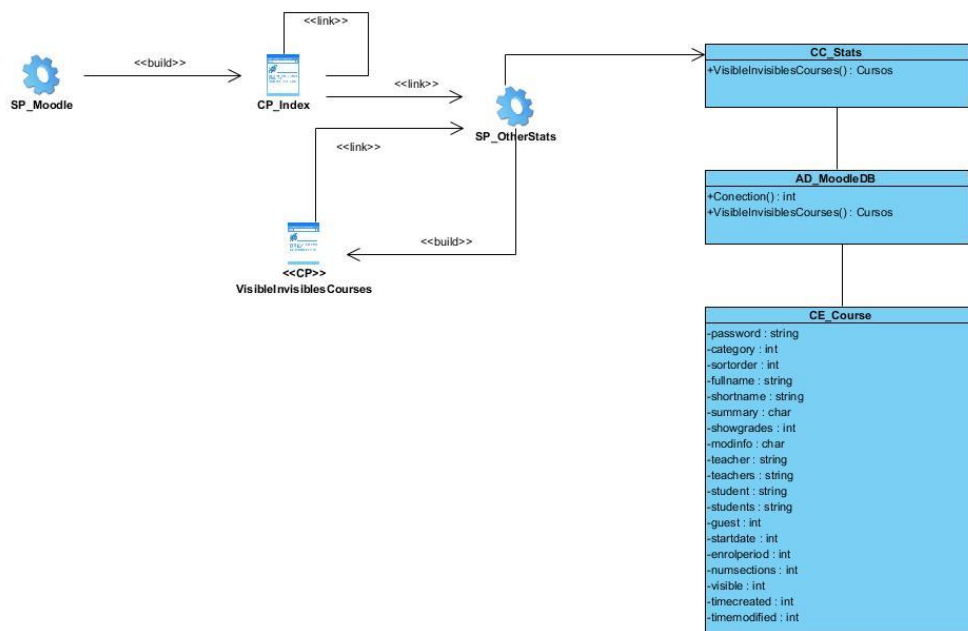 <<link>>
<<build>>
SP_Moodle
CP_Index
<<link>>
SP_OtherStats
<<link>>
<<build>>
<<CP>>
VisibleInvisiblesCourses
CC_Stats
+VisibleInvisiblesCourses() : Cursos
AD_MoodleDB
+Conection() : int
+VisibleInvisiblesCourses() : Cursos
CE_Course
-password : string
-category : int
-sortorder : int
-fullname : string
-shortname : string
-summary : char
-showgrades : int
-modinfo : char
-teacher : string
-teachers : string
-student : string
-students : string
-guest : int
-startdate : int
-enrolperiod : int
-numsections : int
-visible : int
-timecreated : int
-timemodified : int